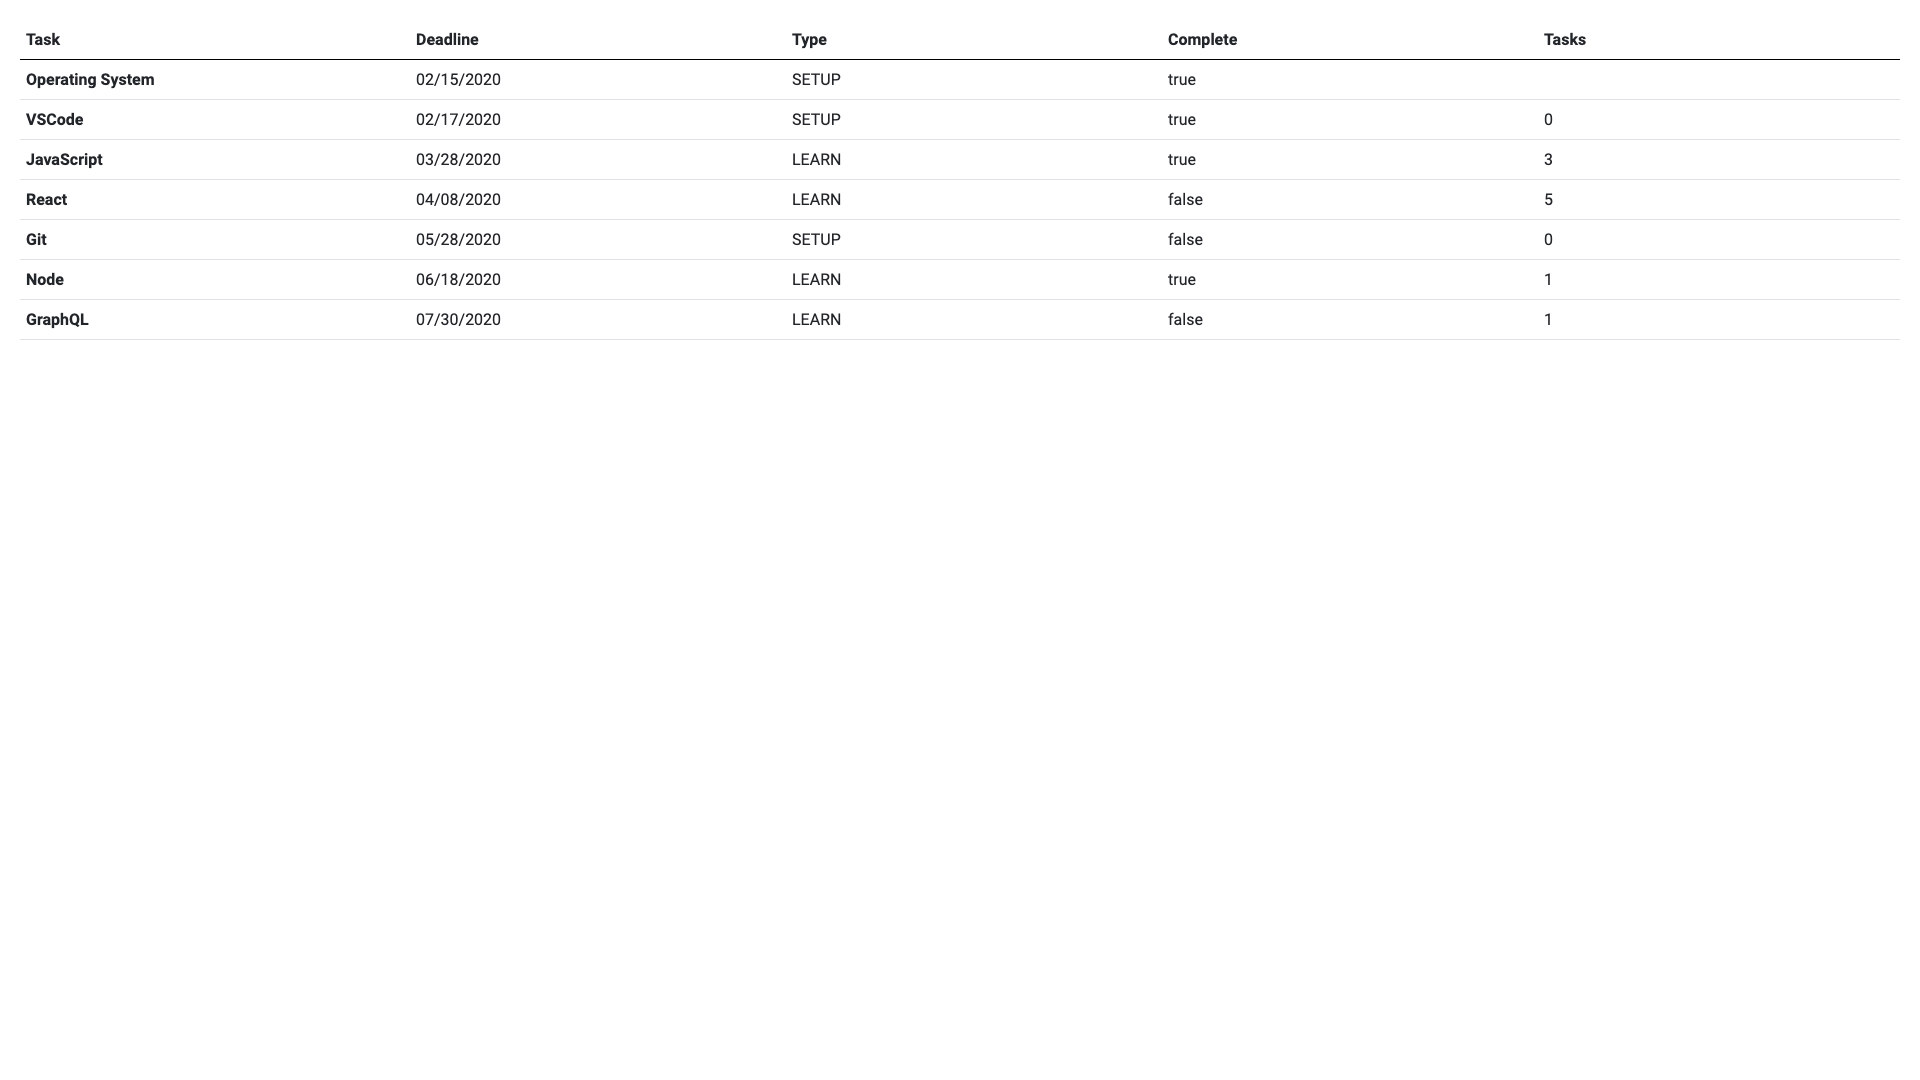 Task Deadline Type Complete Tasks
Operating System 02/15/2020 SETUP true
VSCode 02/17/2020 SETUP true 0
JavaScript 03/28/2020 LEARN true 3
React 04/08/2020 LEARN false 5
Git 05/28/2020 SETUP false 0
Node 06/18/2020 LEARN true 1
GraphQL 07/30/2020 LEARN false 1